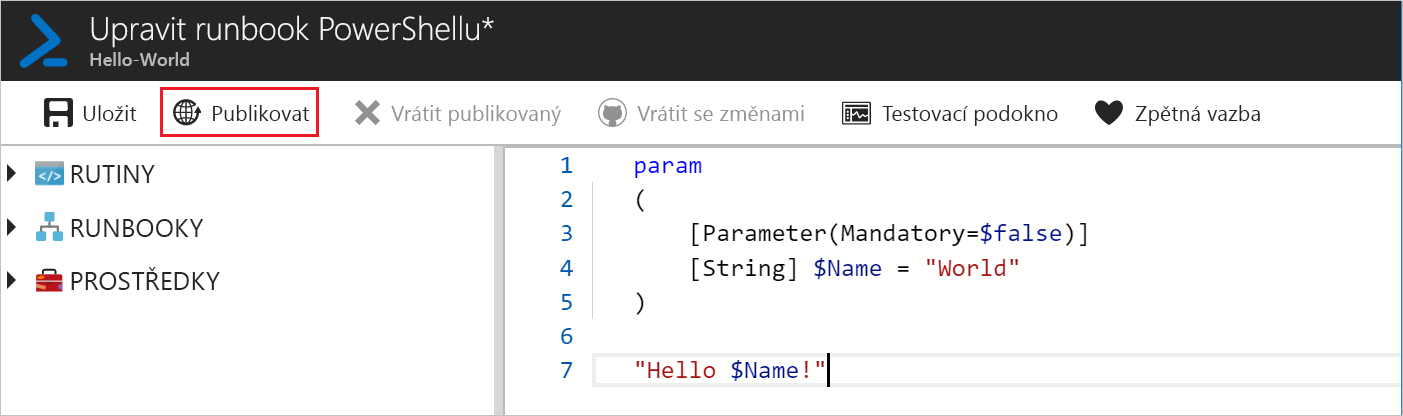 Upravit runbook PowerShellu*
Hello-World
Uložit Publikovat Vrátit publikovaný Vrátit se změnami Testovací podokno Zpětná vazba
RUTINY
RUNBOOKY
PROSTŘEDKY
1 param
2 (
3 [Parameter(Mandatory=$false)]
4 [String] $Name = "World"
5 )
6
7 "Hello $Name!"